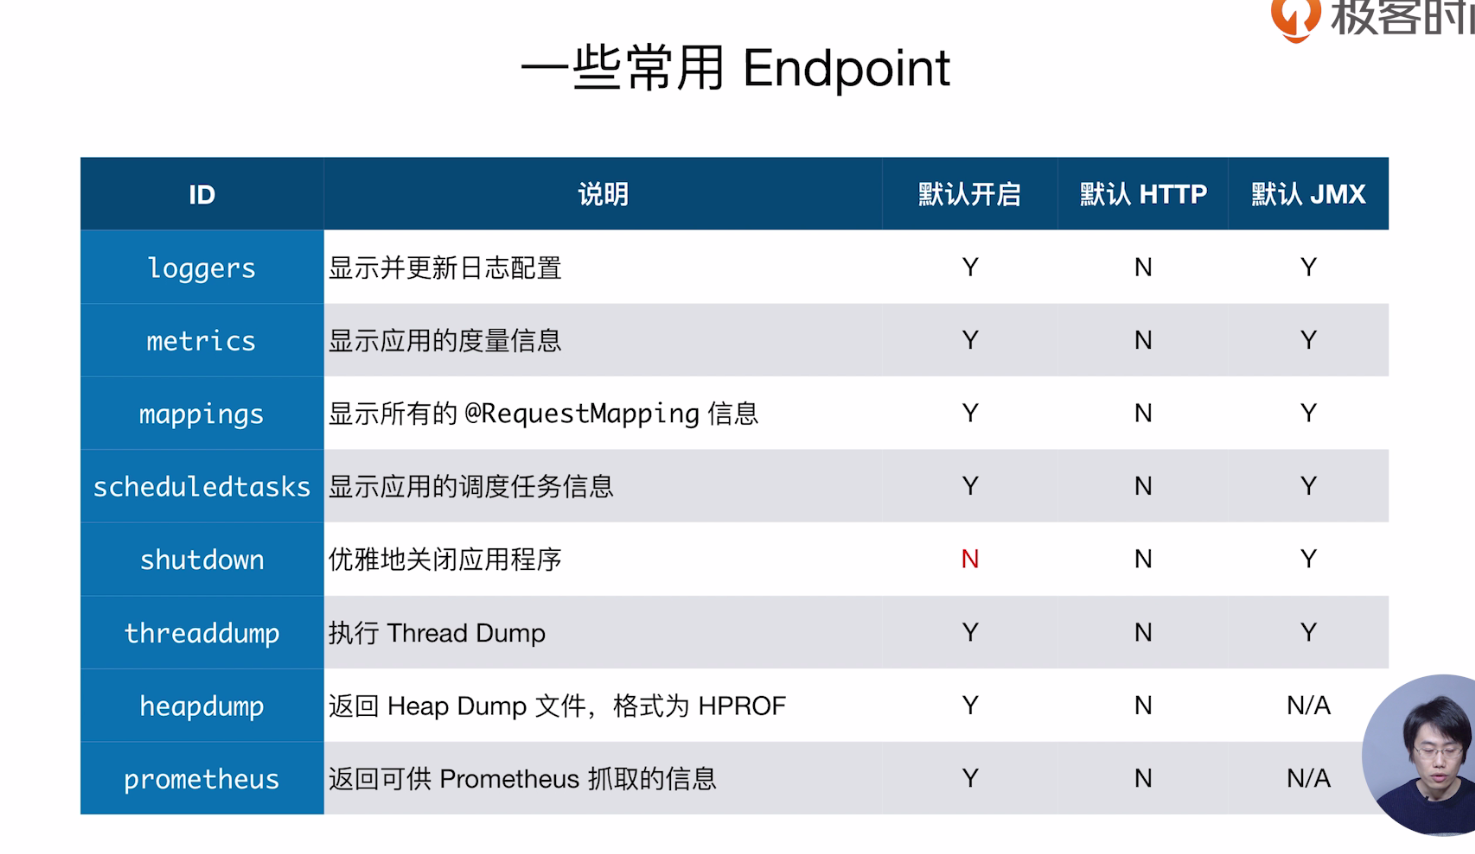 极客时间
一些常用 Endpoint
ID 说明 默认开启 默认 HTTP 默认 JMX
loggers 显示并更新日志配置 Y N Y
metrics 显示应用的度量信息 Y N Y
mappings 显示所有的 @RequestMapping 信息 Y N Y
scheduledtasks 显示应用的调度任务信息 Y N Y
shutdown 优雅地关闭应用程序 N N Y
threaddump 执行 Thread Dump Y N Y
heapdump 返回 Heap Dump 文件，格式为 HPROF Y N N/A
prometheus 返回可供 Prometheus 抓取的信息 Y N N/A